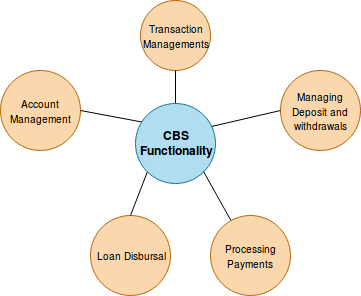 Transaction
Managements
Account
Management
CBS
Functionality
Managing
Deposit and
withdrawals
Loan Disbursal
Processing
Payments